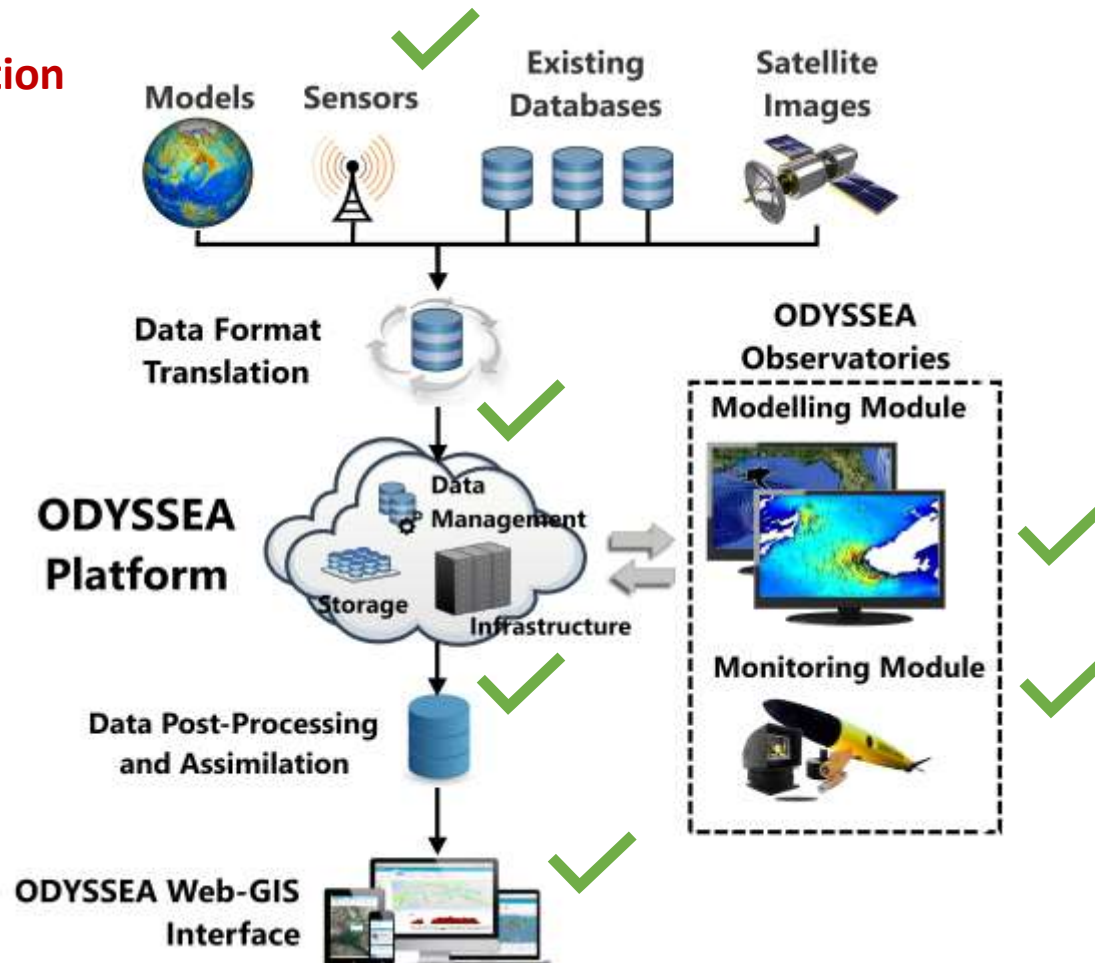 tion
Models
Sensors
Existing
Databases
Satellite
Images
Data Format
Translation
ODYSSEA
Observatories
Modelling Module
ODYSSEA
Platform
Data
Management
Storage
Infrastructure
Monitoring Module
Data Post-Processing
and Assimilation
ODYSSEA Web-GIS
Interface